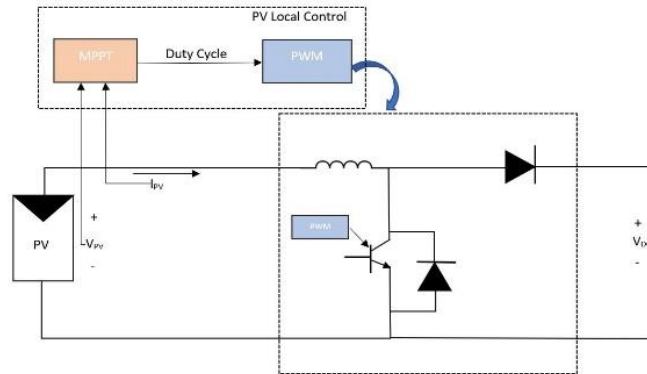 PV Local Control
MPPT
Duty Cycle
PWM
IPV
PV
+
VPV
-
PWM
+
-